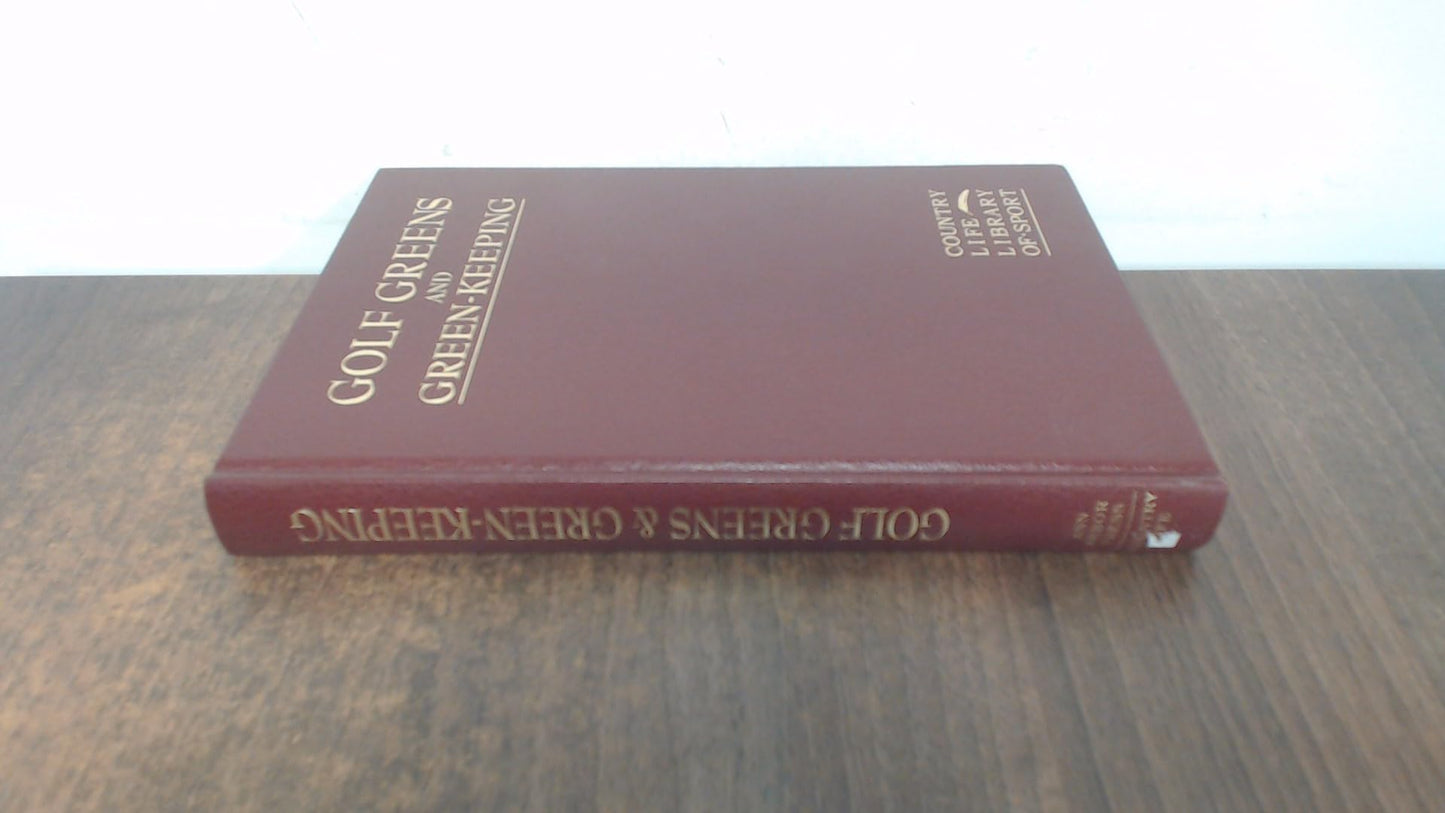 GOLF GREENS
AND
GREEN-KEEPING
COUNTRY
LIFE
LIBRARY
OF·SPORT
GOLF GREENS & GREEN-KEEPING